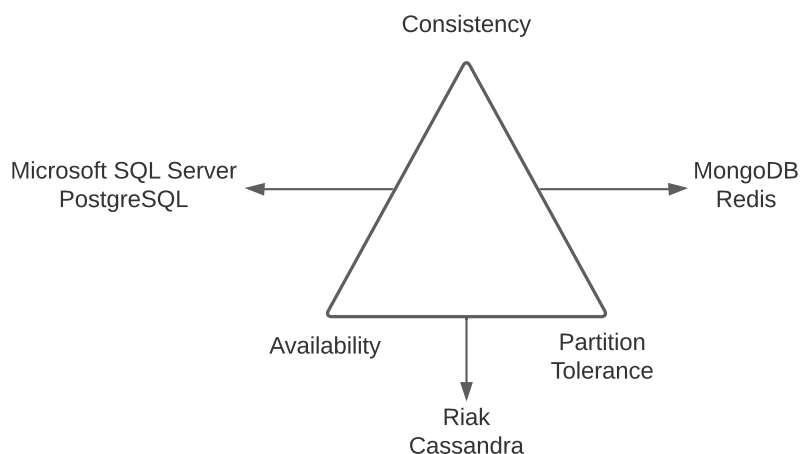 Consistency
Microsoft SQL Server
PostgreSQL
MongoDB
Redis
Availability
Partition
Tolerance
Riak
Cassandra